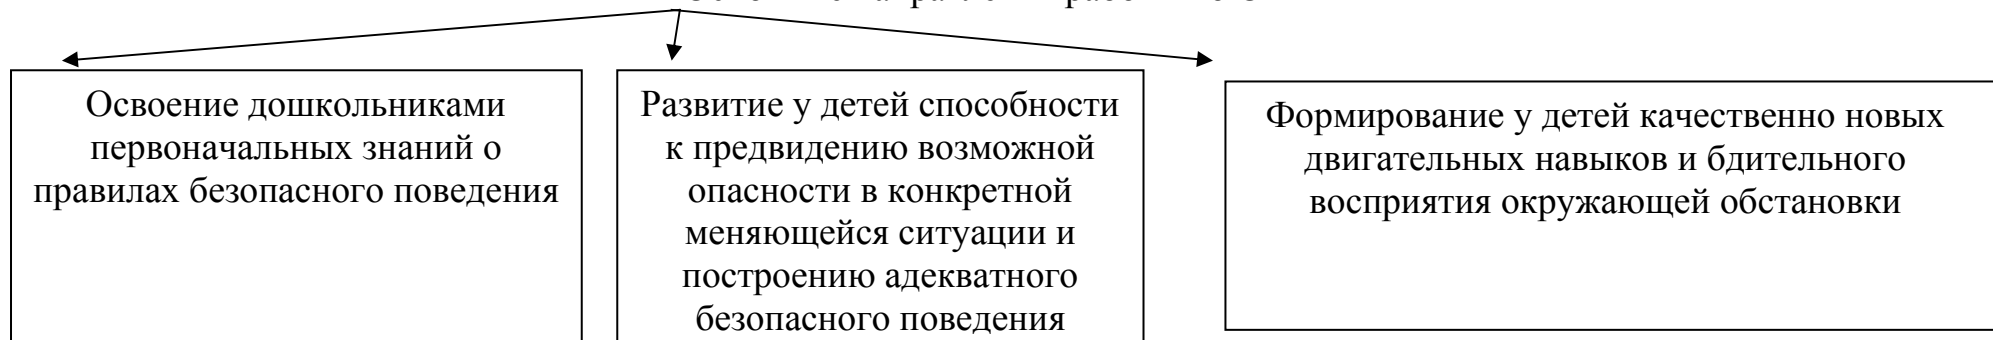 Освоение дошкольниками
первоначальных знаний о
правилах безопасного поведения
Развитие у детей способности
к предвидению возможной
опасности в конкретной
меняющейся ситуации и
построению адекватного
безопасного поведения
Формирование у детей качественно новых
двигательных навыков и бдительного
восприятия окружающей обстановки